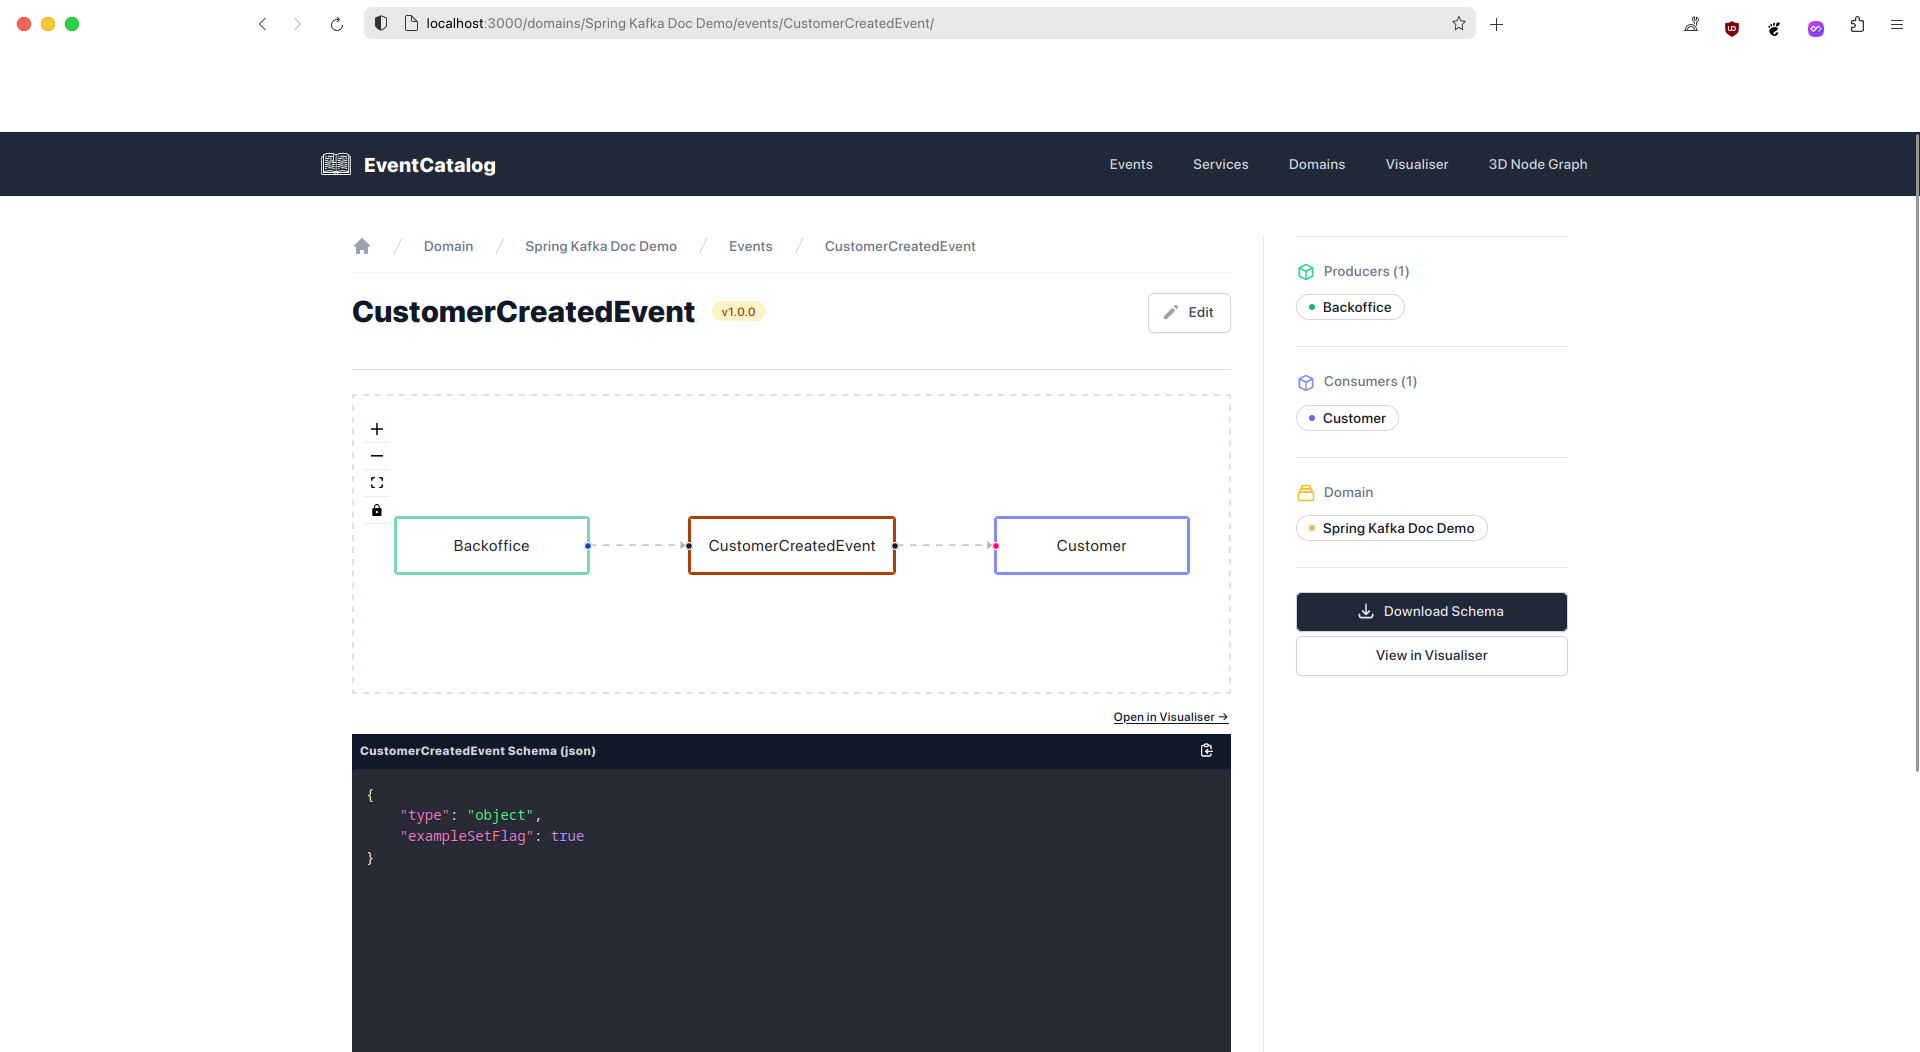 localhost:3000/domains/Spring Kafka Doc Demo/events/CustomerCreatedEvent/
EventCatalog
Events
Services
Domains
Visualiser
3D Node Graph
Domain / Spring Kafka Doc Demo / Events / CustomerCreatedEvent
CustomerCreatedEvent v1.0.0
Edit
Backoffice
CustomerCreatedEvent
Customer
Open in Visualiser →
CustomerCreatedEvent Schema (json)
{
"type": "object",
"exampleSetFlag": true
}
Producers (1)
Backoffice
Consumers (1)
Customer
Domain
Spring Kafka Doc Demo
Download Schema
View in Visualiser